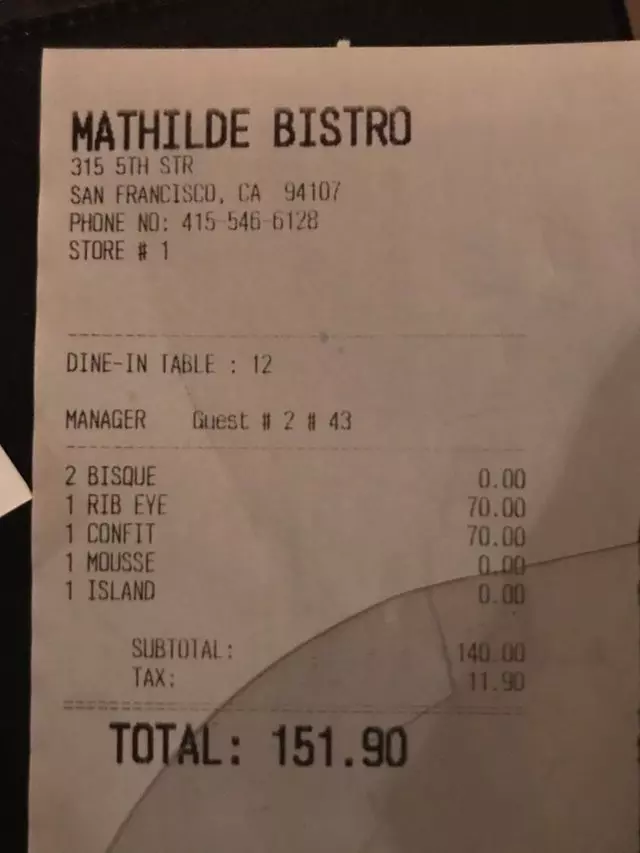 MATHILDE BISTRO
315 5TH STR
SAN FRANCISCO, CA 94107
PHONE NO: 415-546-6128
STORE # 1
DINE-IN TABLE : 12
MANAGER Guest # 2 # 43
2 BISQUE 0.00
1 RIB EYE 70.00
1 CONFIT 70.00
1 MOUSSE 0.00
1 ISLAND 0.00
SUBTOTAL: 140.00
TAX: 11.90
TOTAL: 151.90